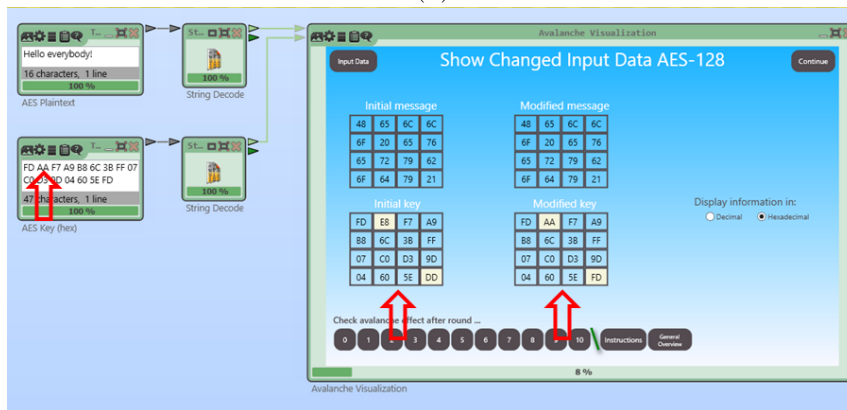 T...
Hello everybody!
16 characters, 1 line
100 %
AES Plaintext
St...
100 %
String Decode
T...
FD AA F7 A9 B8 6C 3B FF 07
C0 D3 9D 04 60 5E FD
47 characters, 1 line
100 %
AES Key (hex)
St...
100 %
String Decode
Avalanche Visualization
Input Data
Show Changed Input Data AES-128
Continue
Initial message
48 65 6C 6C
6F 20 65 76
65 72 79 62
6F 64 79 21
Modified message
48 65 6C 6C
6F 20 65 76
65 72 79 62
6F 64 79 21
Initial key
FD E8 F7 A9
B8 6C 3B FF
07 C0 D3 9D
04 60 5E DD
Modified key
FD AA F7 A9
B8 6C 3B FF
07 C0 D3 9D
04 60 5E FD
Display information in:
Decimal Hexadecimal
Check avalanche effect after round ...
0 1 2 3 4 5 6 7 8 9 10 Instructions General Overview
8 %
Avalanche Visualization